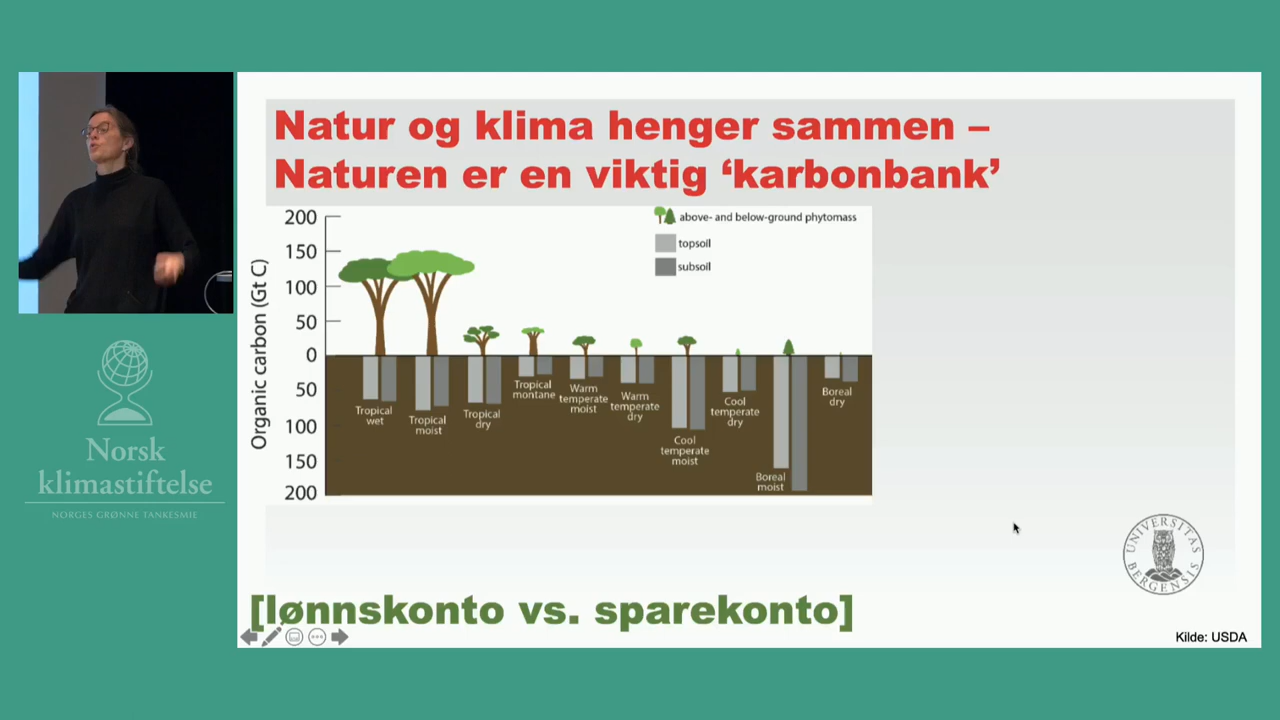 Natur og klima henger sammen –
Naturen er en viktig ‘karbonbank’
above- and below-ground phytomass
topsoil
subsoil
Organic carbon (Gt C)
200
150
100
50
0
50
100
150
200
Tropical
wet
Tropical
moist
Tropical
dry
Tropical
montane
Warm
temperate
moist
Warm
temperate
dry
Cool
temperate
moist
Cool
temperate
dry
Boreal
moist
Boreal
dry
[lønnskonto vs. sparekonto]
Kilde: USDA
UNIVERSITAS
BERGENSIS
Norsk
klimastiftelse
NORGES GRØNNE TANKESMIE